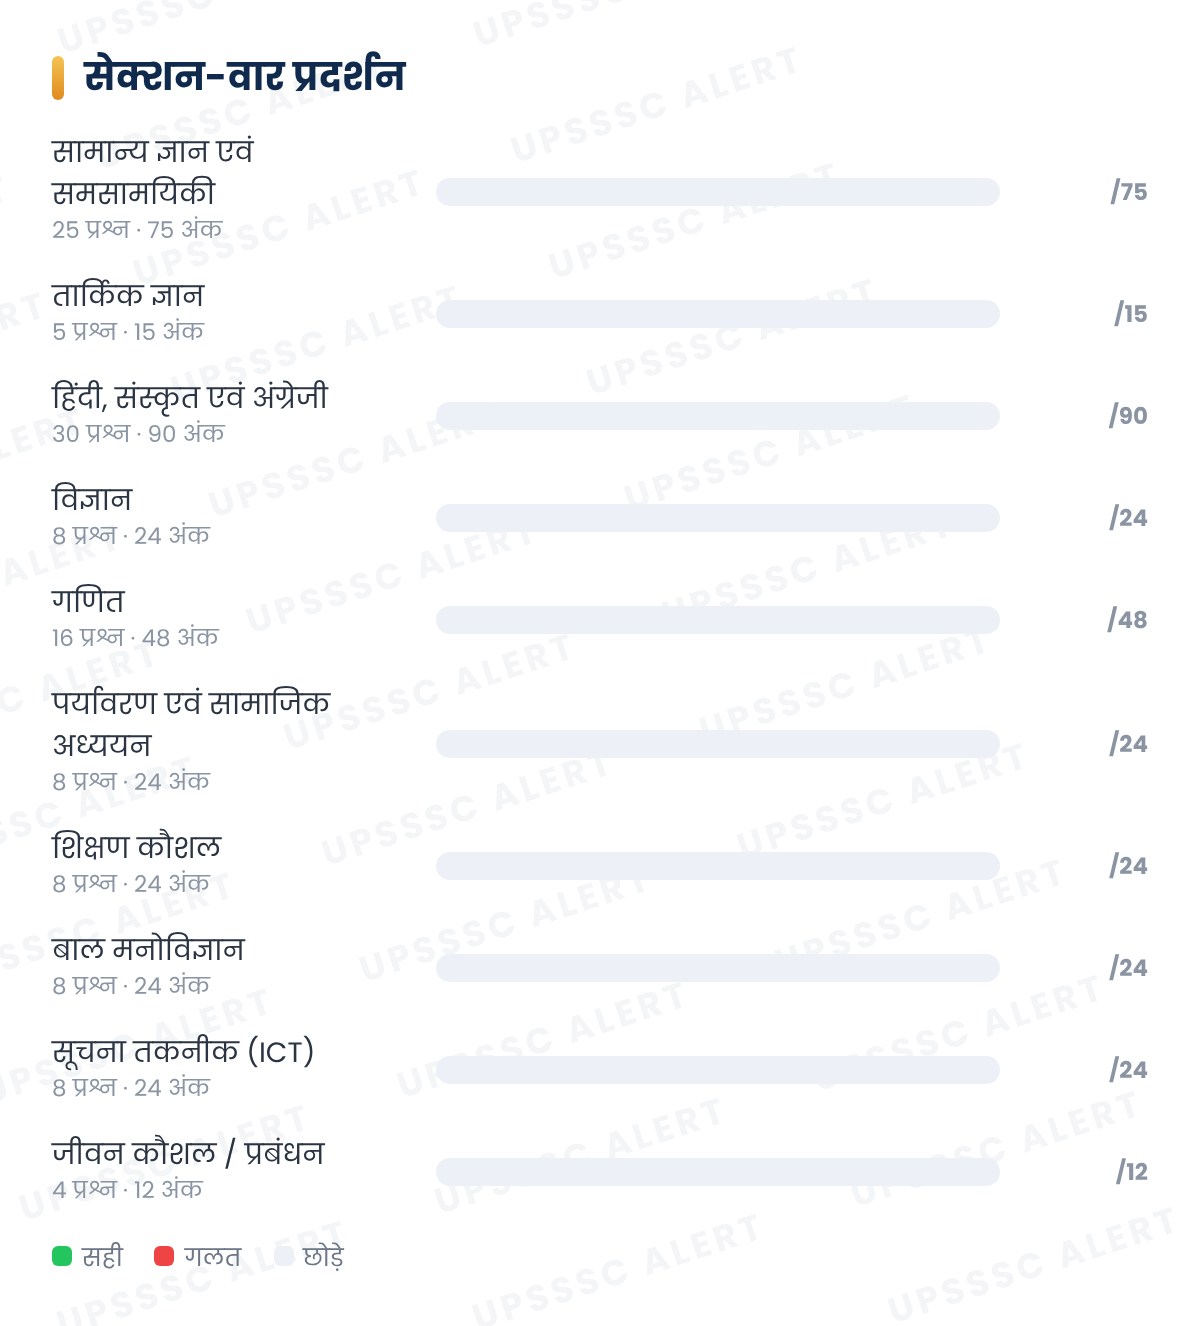 सेक्शन-वार प्रदर्शन
सामान्य ज्ञान एवं
समसामयिकी
25 प्रश्न · 75 अंक
/75
तार्किक ज्ञान
5 प्रश्न · 15 अंक
/15
हिंदी, संस्कृत एवं अंग्रेजी
30 प्रश्न · 90 अंक
/90
विज्ञान
8 प्रश्न · 24 अंक
/24
गणित
16 प्रश्न · 48 अंक
/48
पर्यावरण एवं सामाजिक
अध्ययन
8 प्रश्न · 24 अंक
/24
शिक्षण कौशल
8 प्रश्न · 24 अंक
/24
बाल मनोविज्ञान
8 प्रश्न · 24 अंक
/24
सूचना तकनीक (ICT)
8 प्रश्न · 24 अंक
/24
जीवन कौशल / प्रबंधन
4 प्रश्न · 12 अंक
/12
सही गलत छोड़े
UPSSSC ALERT